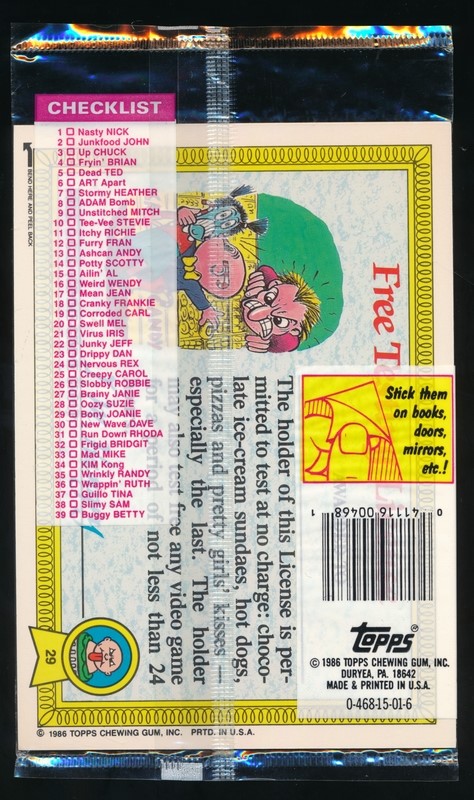 CHECKLIST
1 Nasty NICK
2 Junkfood JOHN
3 Up CHUCK
4 Fryin' BRIAN
5 Dead TED
6 ART Apart
7 Stormy HEATHER
8 ADAM Bomb
9 Unstitched MITCH
10 Tee-Vee STEVIE
11 Itchy RICHIE
12 Furry FRAN
13 Ashcan ANDY
14 Potty SCOTTY
15 Ailin' AL
16 Weird WENDY
17 Mean JEAN
18 Cranky FRANKIE
19 Corroded CARL
20 Swell MEL
21 Virus IRIS
22 Junky JEFF
23 Drippy DAN
24 Nervous REX
25 Creepy CAROL
26 Slobby ROBBIE
27 Brainy JANIE
28 Oozy SUZIE
29 Bony JOANIE
30 New Wave DAVE
31 Run Down RHODA
32 Frigid BRIDGIT
33 Mad MIKE
34 KIM Kong
35 Wrinkly RANDY
36 Wrappin' RUTH
37 Guillo TINA
38 Slimy SAM
39 Buggy BETTY
BEND HERE AND PEEL BACK
Free
The holder of this License is per-
mitted to test at no charge: choco-
late ice-cream sundaes, hot dogs,
pizzas and pretty girls' kisses —
especially the last. The holder
may also test free any video game
for a period of not less than 24
Stick them
on books,
doors,
mirrors,
etc.!
0 41116 00468 1
topps®
© 1986 TOPPS CHEWING GUM, INC.
DURYEA, PA. 18642
MADE & PRINTED IN U.S.A.
0-468-15-01-6
29
© 1986 TOPPS CHEWING GUM, INC. PRTD. IN U.S.A.